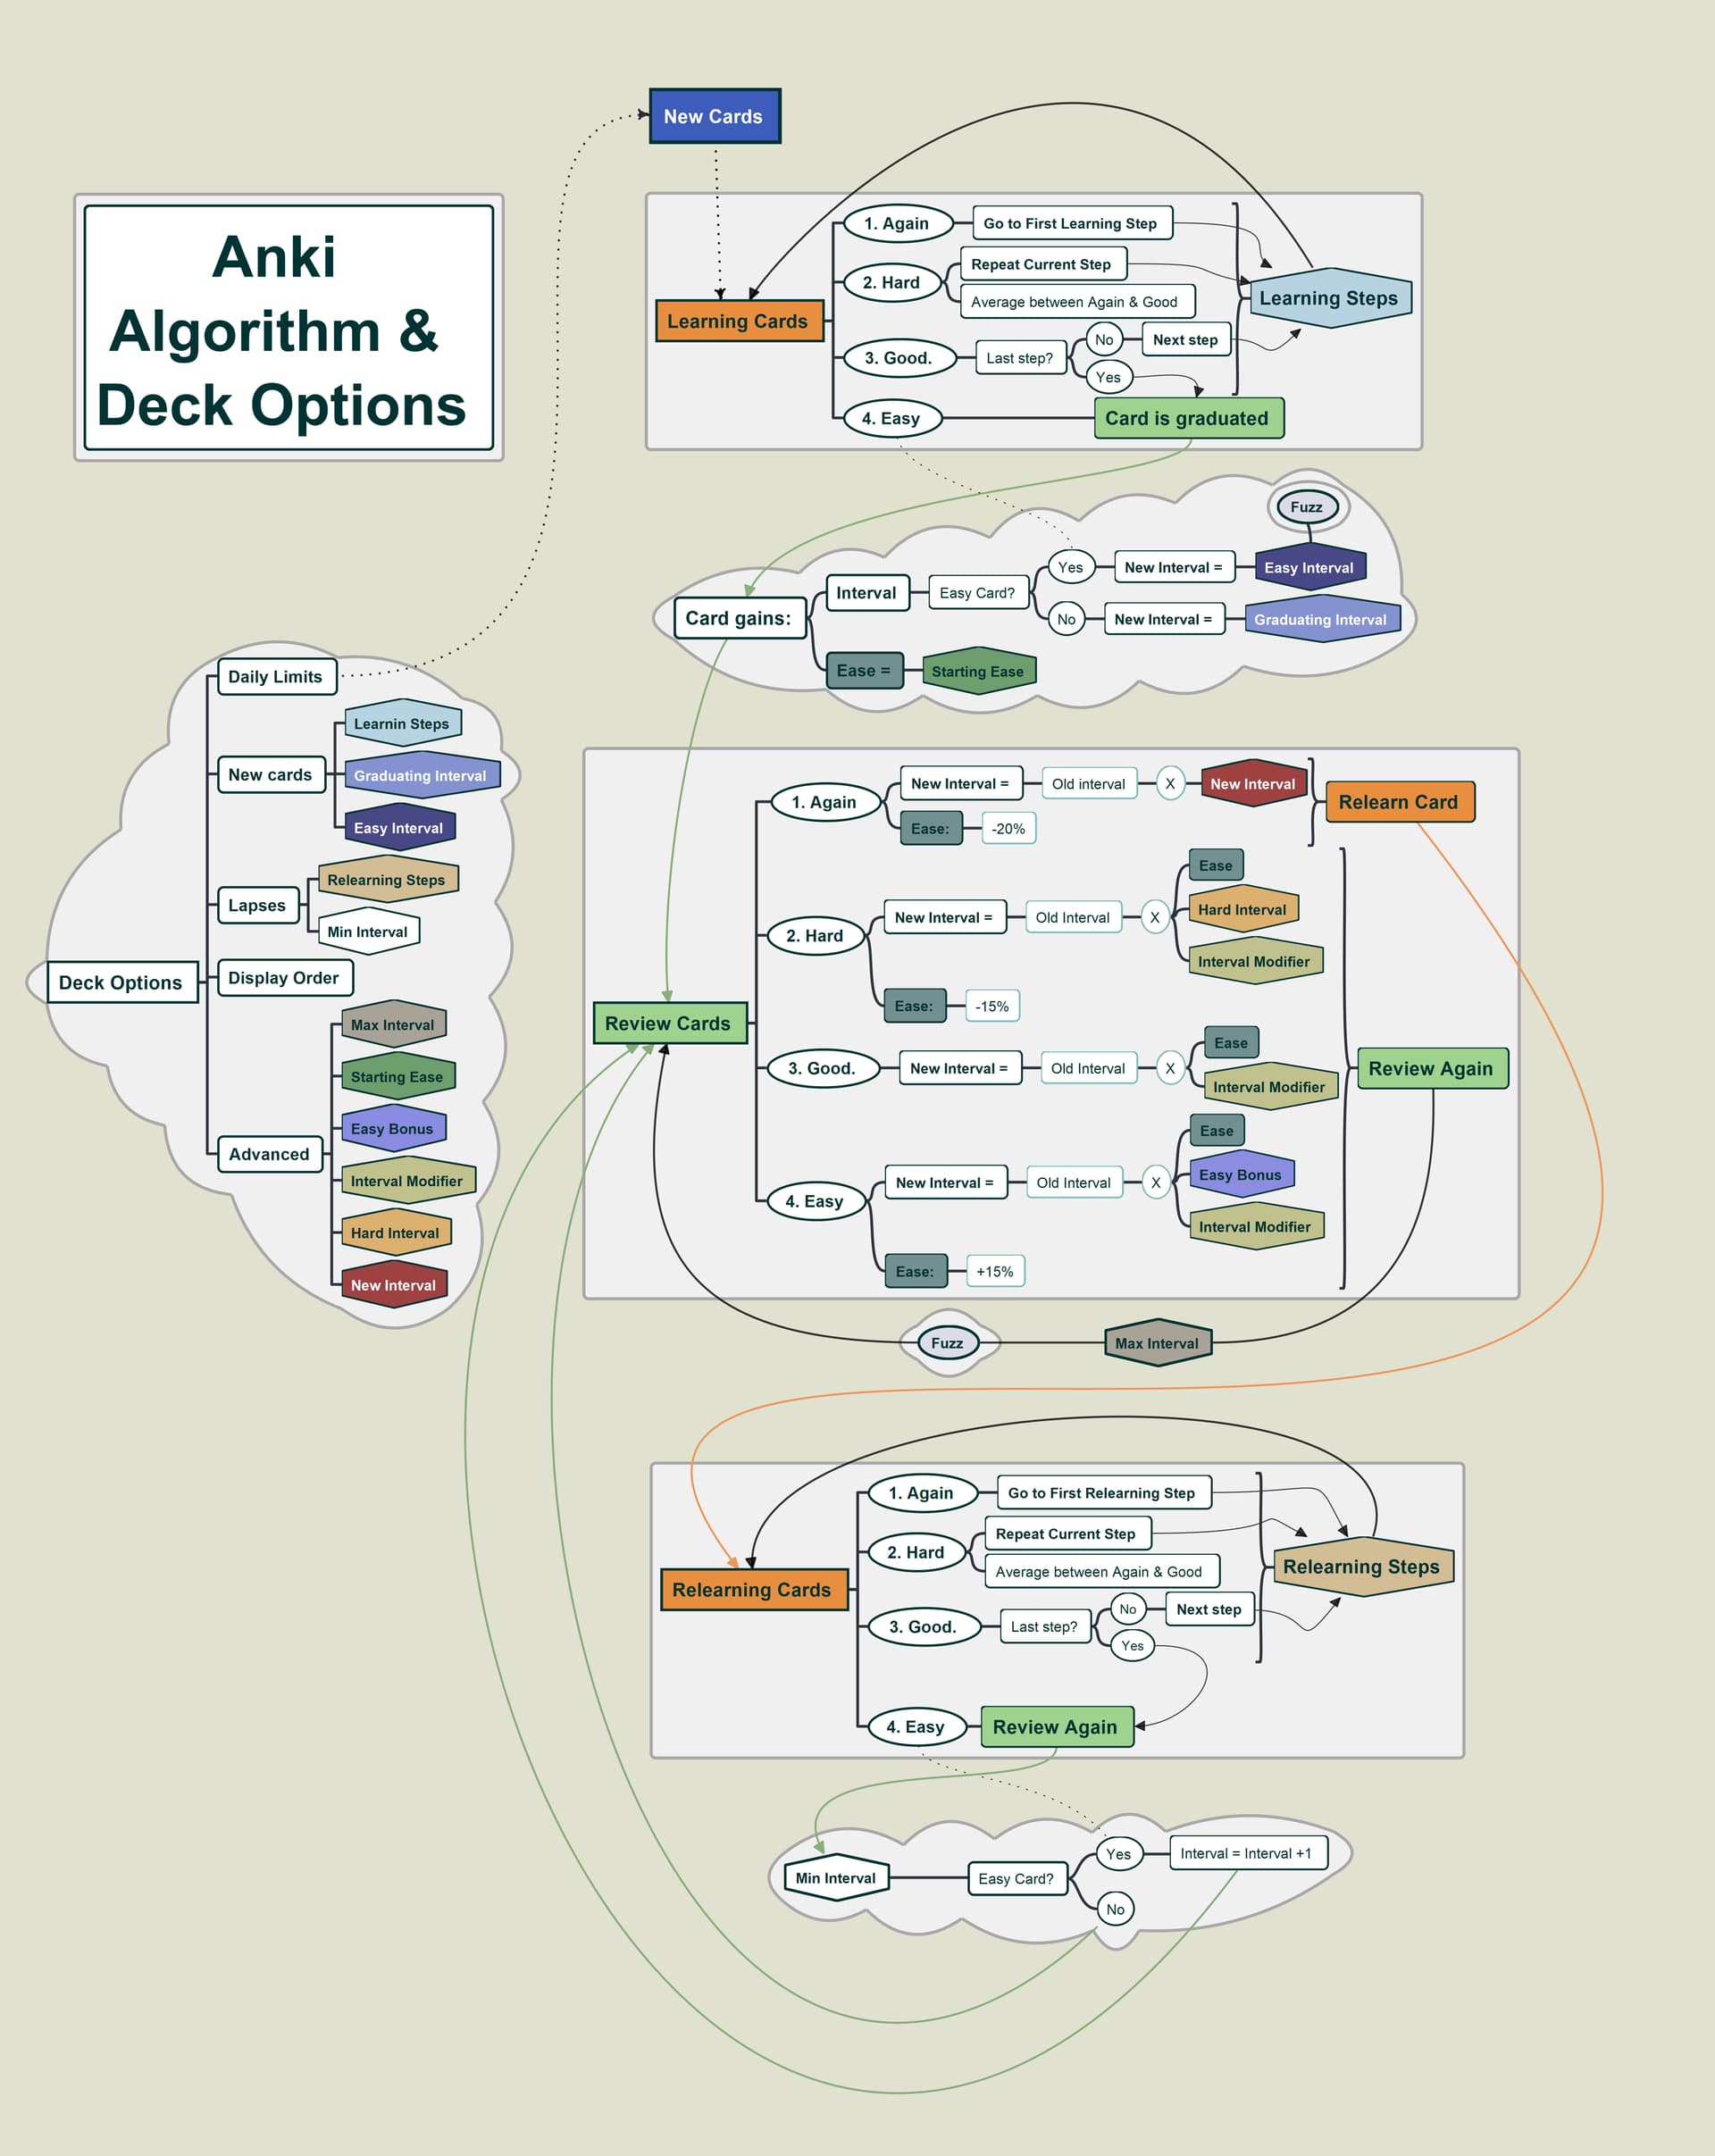 New Cards
Anki
Algorithm &
Deck Options
Learning Cards
1. Again
Go to First Learning Step
2. Hard
Repeat Current Step
Average between Again & Good
3. Good.
Last step?
No
Next step
Yes
4. Easy
Card is graduated
Learning Steps
Card gains:
Interval
Easy Card?
Yes
New Interval =
Easy Interval
Fuzz
No
New Interval =
Graduating Interval
Ease =
Starting Ease
Deck Options
Daily Limits
New cards
Learnin Steps
Graduating Interval
Easy Interval
Lapses
Relearning Steps
Min Interval
Display Order
Advanced
Max Interval
Starting Ease
Easy Bonus
Interval Modifier
Hard Interval
New Interval
Review Cards
1. Again
New Interval =
Old interval
X
New Interval
Ease:
-20%
Relearn Card
2. Hard
New Interval =
Old Interval
X
Ease
Hard Interval
Interval Modifier
Ease:
-15%
3. Good.
New Interval =
Old Interval
X
Ease
Interval Modifier
4. Easy
New Interval =
Old Interval
X
Ease
Easy Bonus
Interval Modifier
Ease:
+15%
Review Again
Fuzz
Max Interval
Relearning Cards
1. Again
Go to First Relearning Step
2. Hard
Repeat Current Step
Average between Again & Good
3. Good.
Last step?
No
Next step
Yes
4. Easy
Review Again
Relearning Steps
Min Interval
Easy Card?
Yes
Interval = Interval +1
No